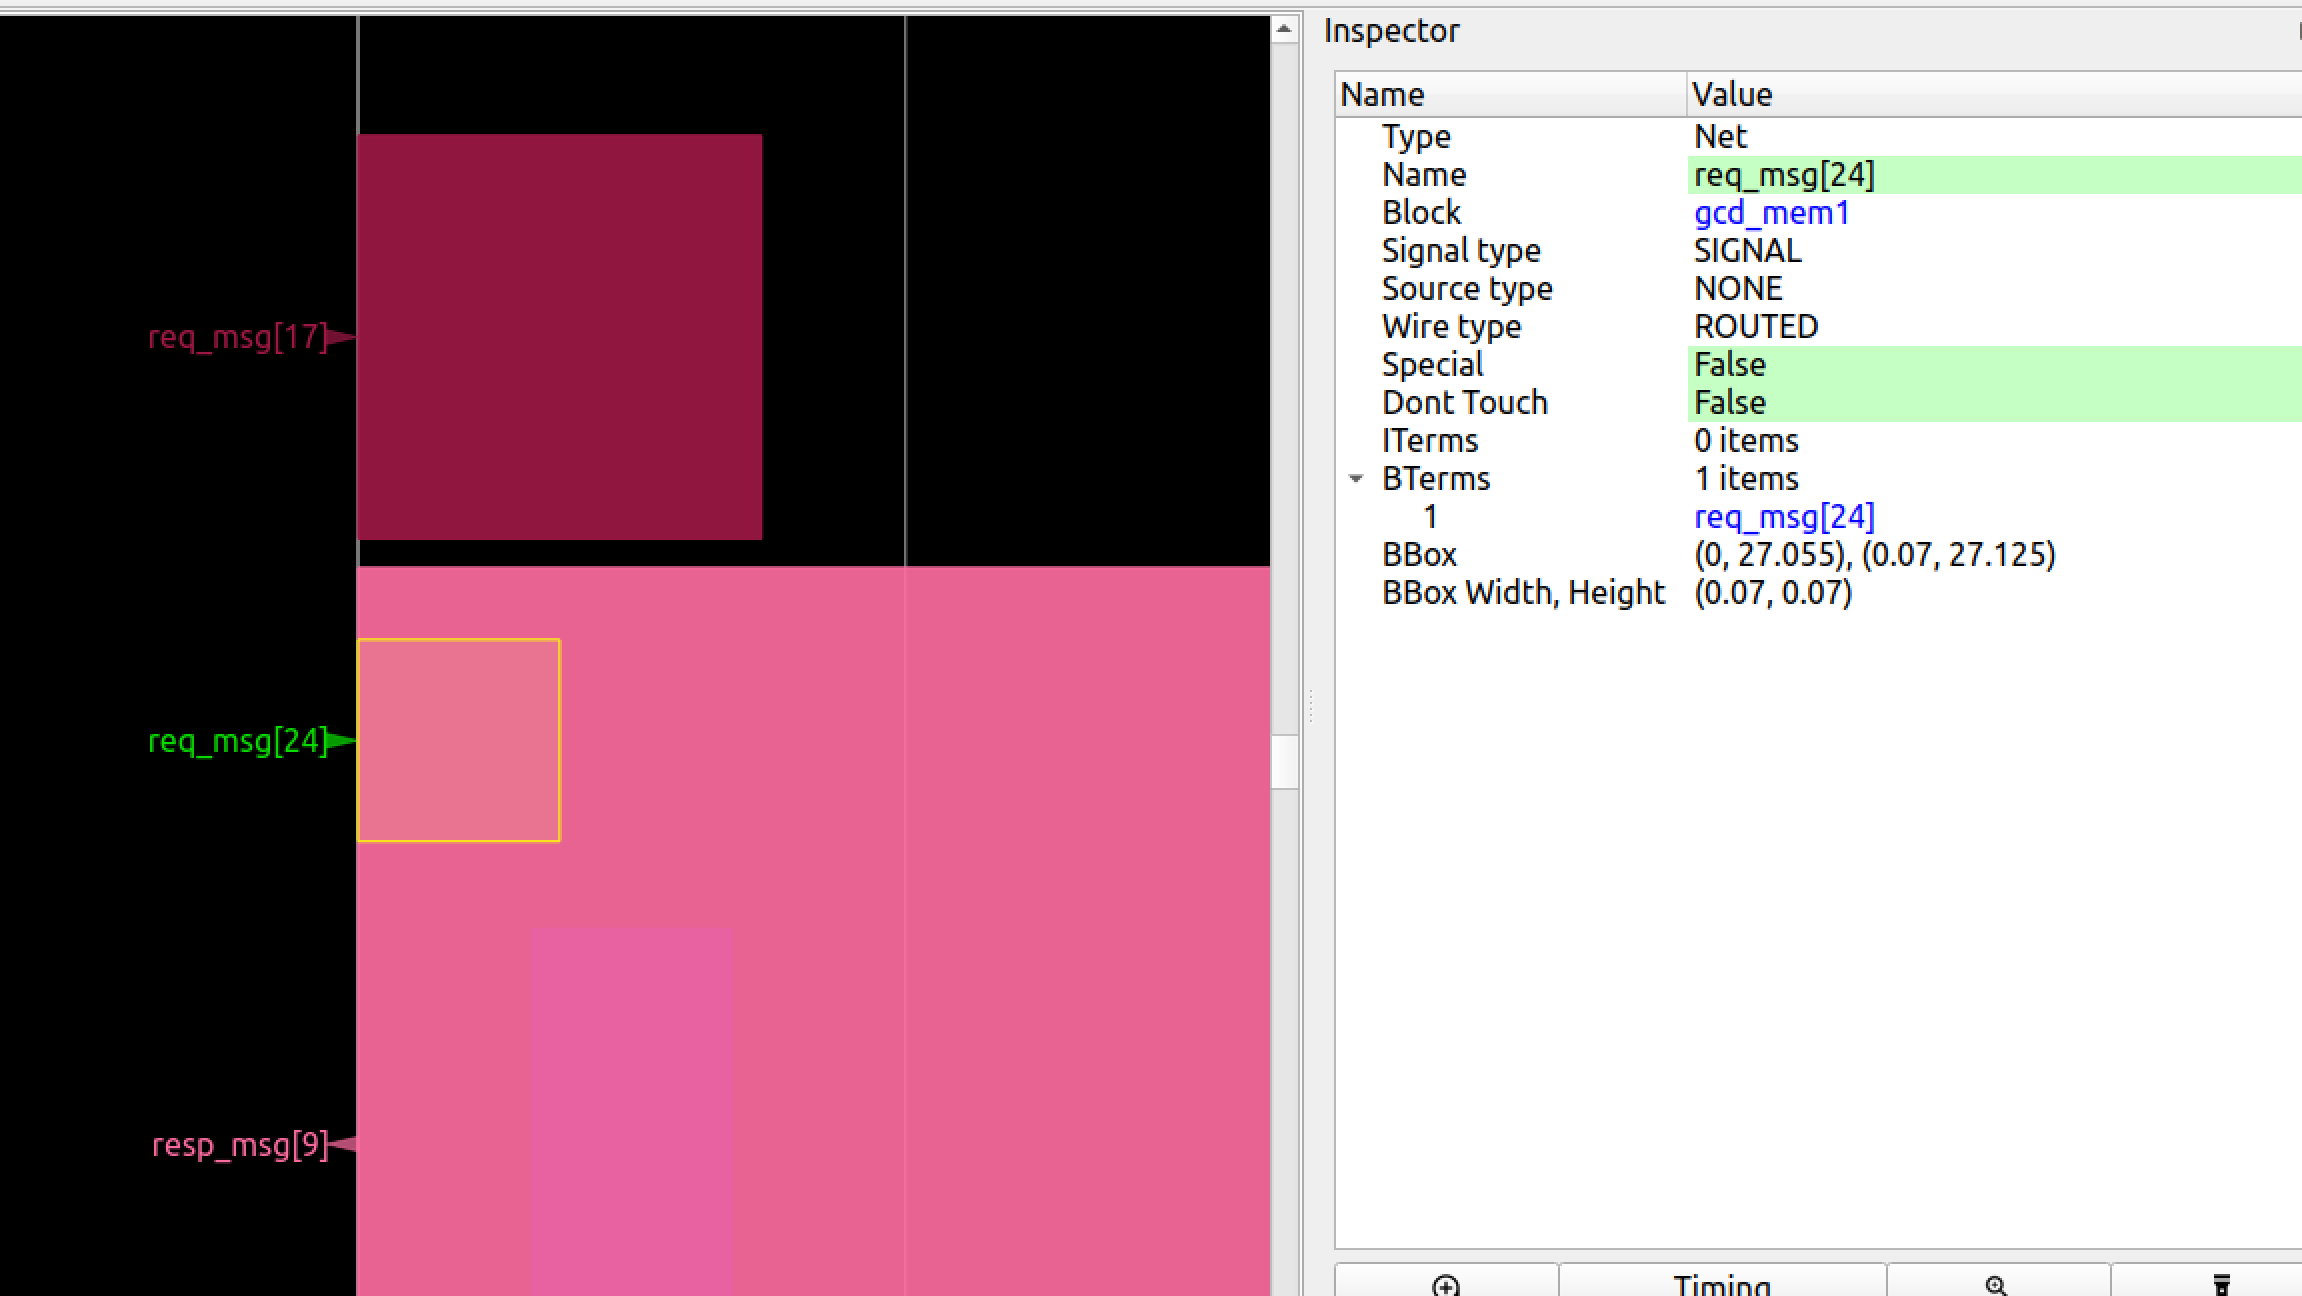 Inspector
Name Value
Type Net
Name req_msg[24]
Block gcd_mem1
Signal type SIGNAL
Source type NONE
Wire type ROUTED
Special False
Dont Touch False
ITerms 0 items
BTerms 1 items
1 req_msg[24]
BBox (0, 27.055), (0.07, 27.125)
BBox Width, Height (0.07, 0.07)
Timing
req_msg[17]
req_msg[24]
resp_msg[9]